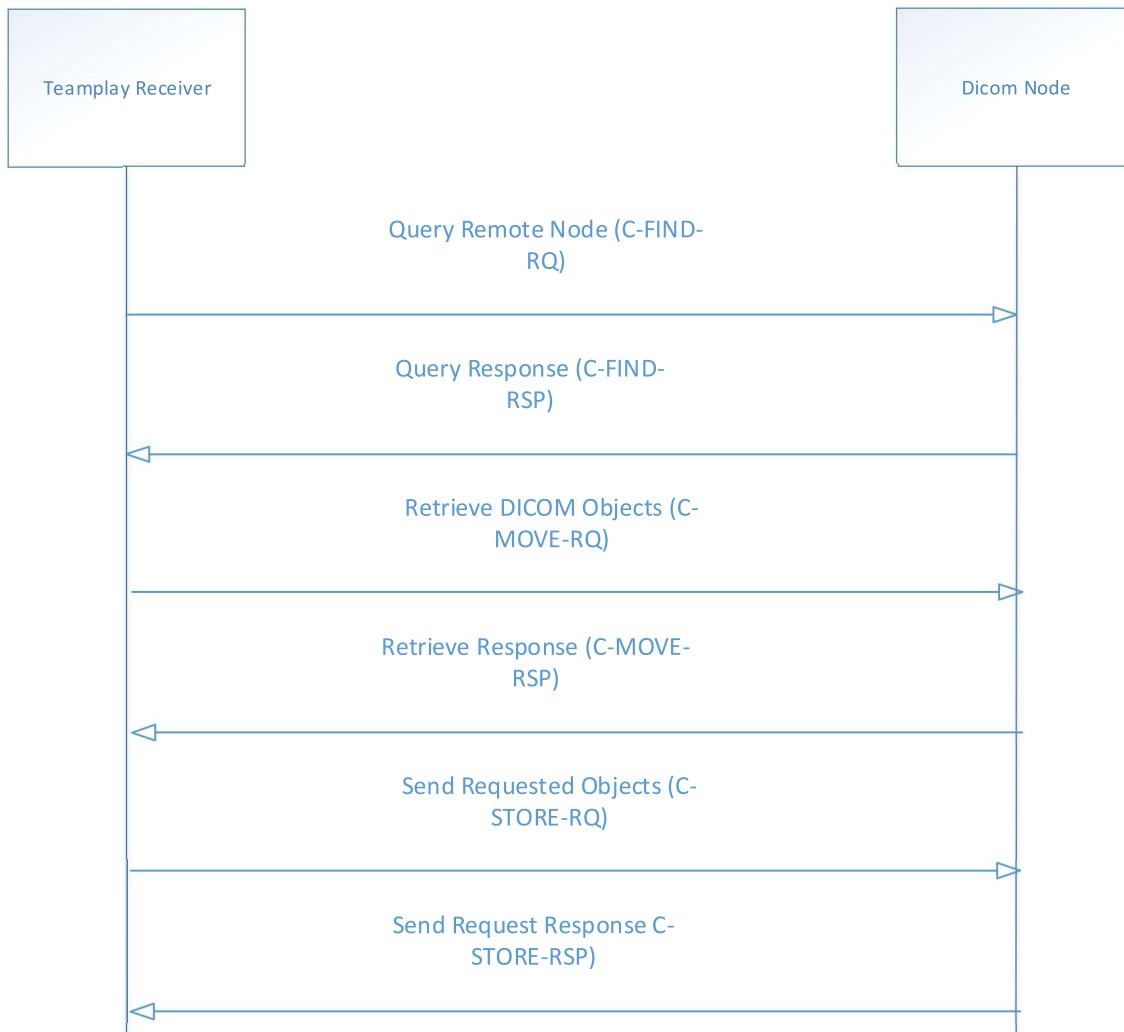 Teamplay Receiver
Dicom Node
Query Remote Node (C-FIND-
RQ)
Query Response (C-FIND-
RSP)
Retrieve DICOM Objects (C-
MOVE-RQ)
Retrieve Response (C-MOVE-
RSP)
Send Requested Objects (C-
STORE-RQ)
Send Request Response C-
STORE-RSP)